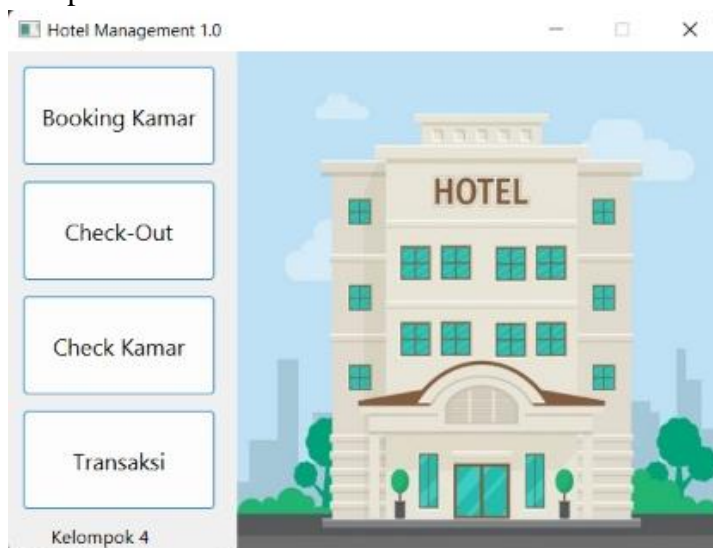 Hotel Management 1.0
Booking Kamar
HOTEL
Check-Out
Check Kamar
Transaksi
Kelompok 4